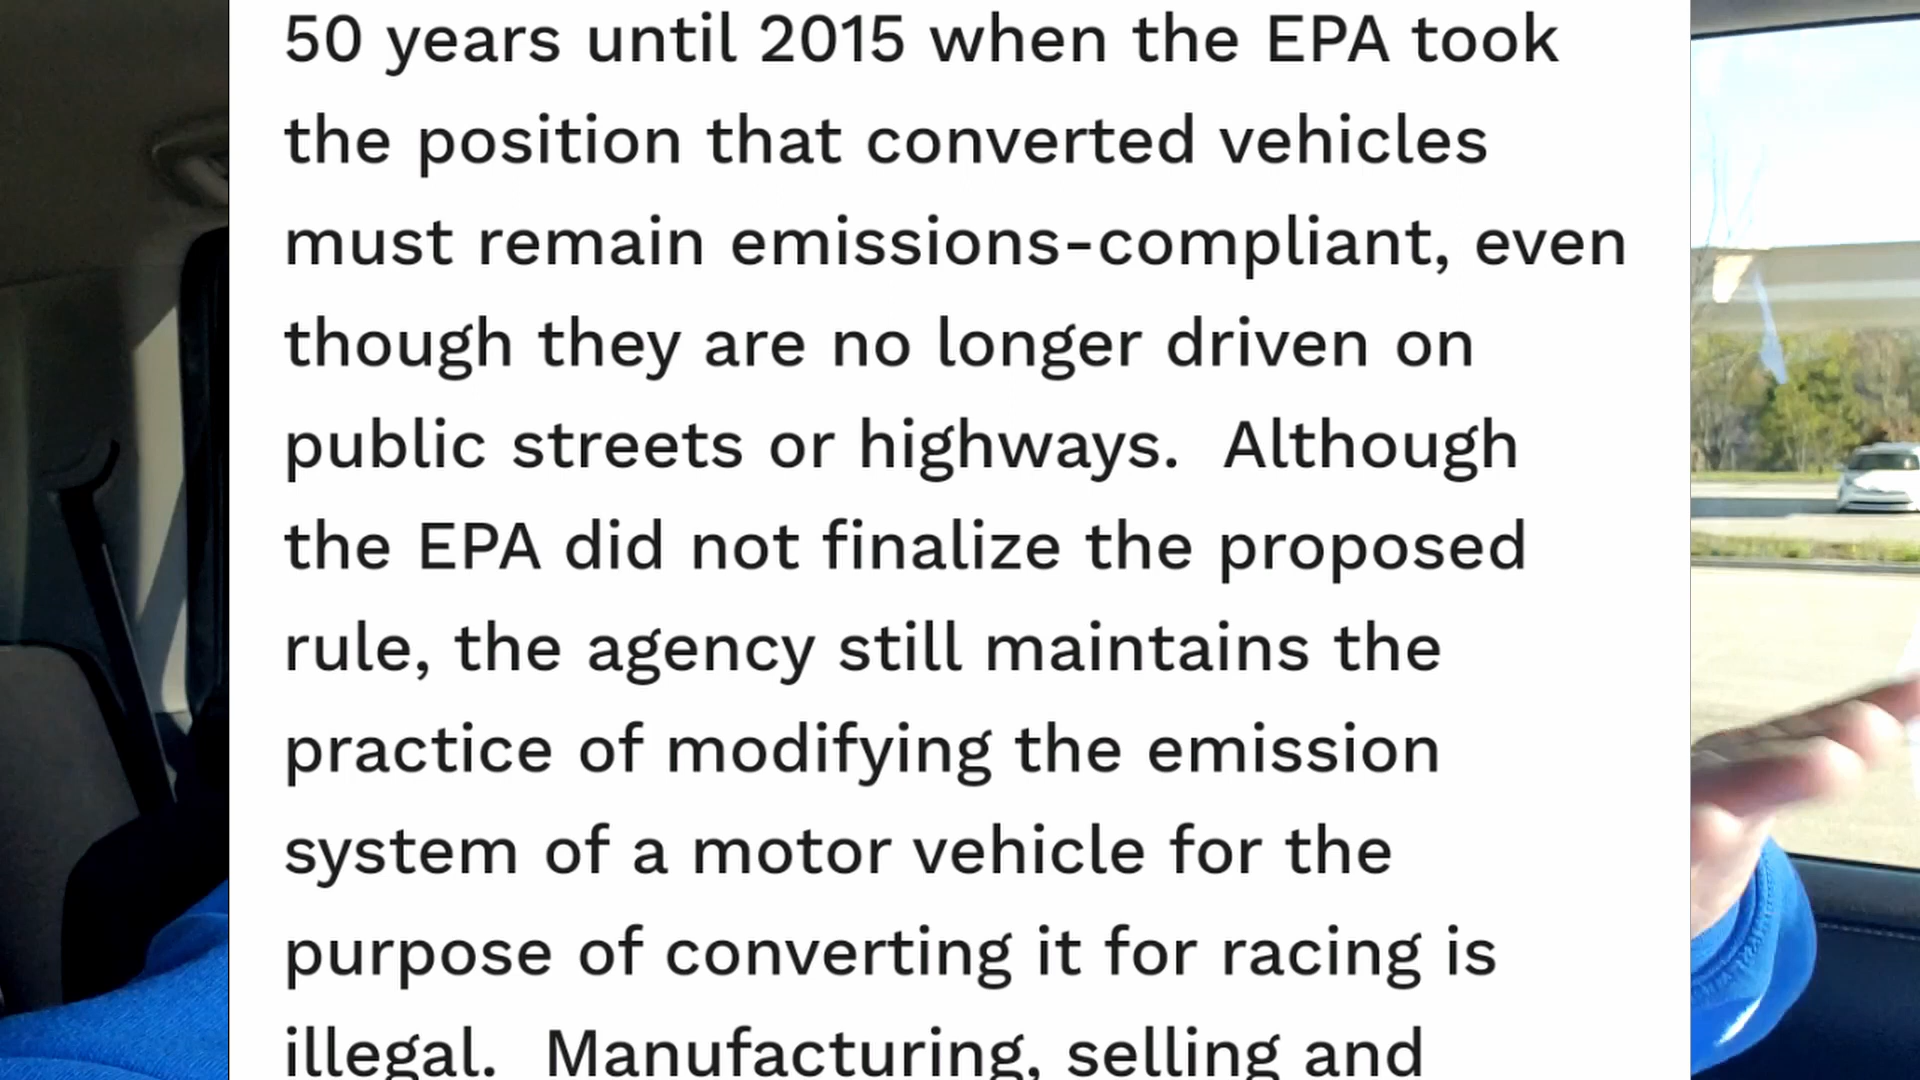 50 years until 2015 when the EPA took
the position that converted vehicles
must remain emissions-compliant, even
though they are no longer driven on
public streets or highways.  Although
the EPA did not finalize the proposed
rule, the agency still maintains the
practice of modifying the emission
system of a motor vehicle for the
purpose of converting it for racing is
illegal.  Manufacturing, selling and